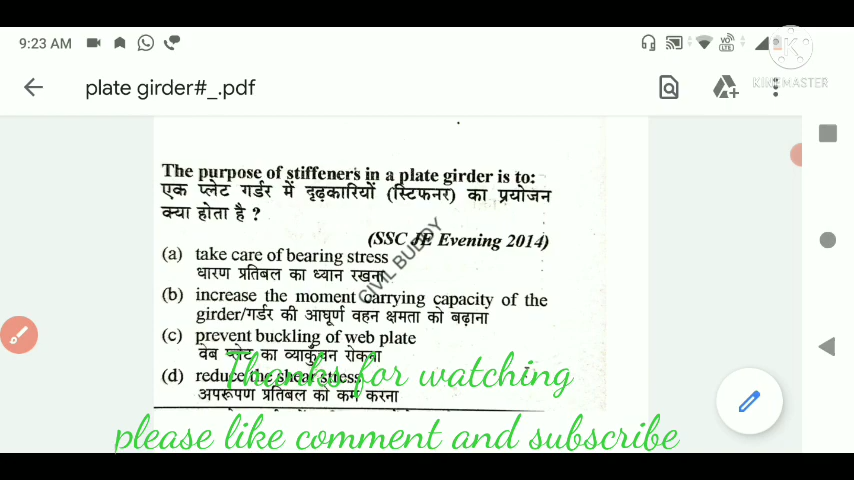 9:23 AM
VO
LTE
K
KINEMASTER
plate girder#_.pdf
The purpose of stiffeners in a plate girder is to:
एक प्लेट गर्डर में दृढ़कारियों (स्टिफनर) का प्रयोजन
क्या होता है ?
(SSC JE Evening 2014)
CIVIL BUDDY
(a) take care of bearing stress
धारण प्रतिबल का ध्यान रखना
(b) increase the moment carrying capacity of the
girder/गर्डर की आघूर्ण वहन क्षमता को बढ़ाना
(c) prevent buckling of web plate
वेब प्लेट का व्याकुँचन रोकना
(d) reduce the shear stress
अपरूपण प्रतिबल को कम करना
Thanks for watching
please like comment and subscribe